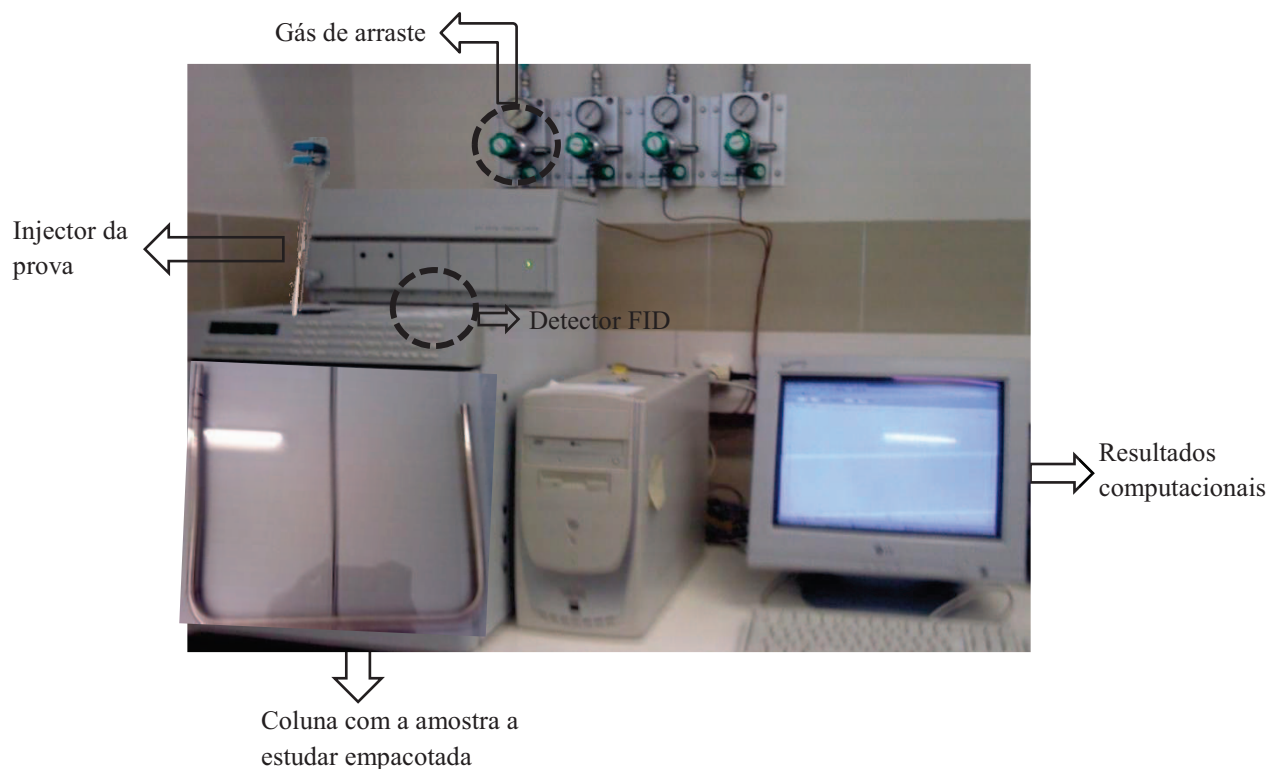 Gás de arraste
Injector da
prova
Detector FID
Resultados
computacionais
Coluna com a amostra a
estudar empacotada